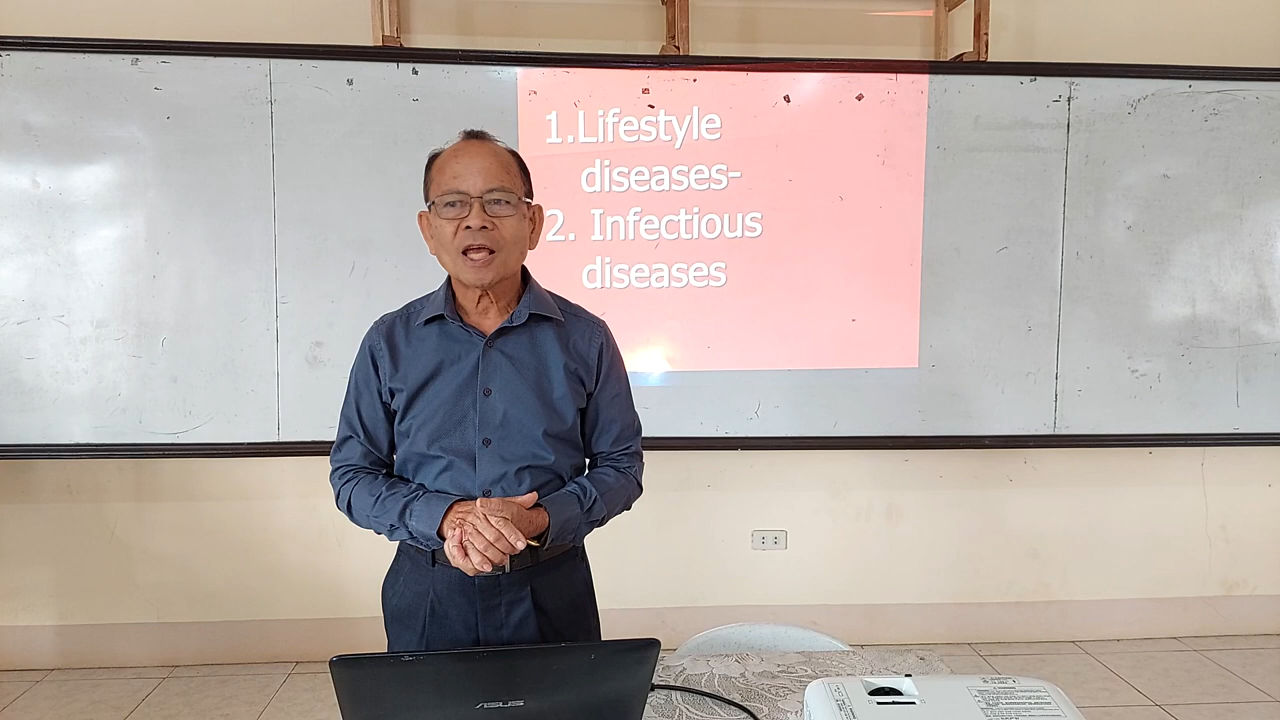 1.Lifestyle
diseases-
2. Infectious
diseases
ASUS